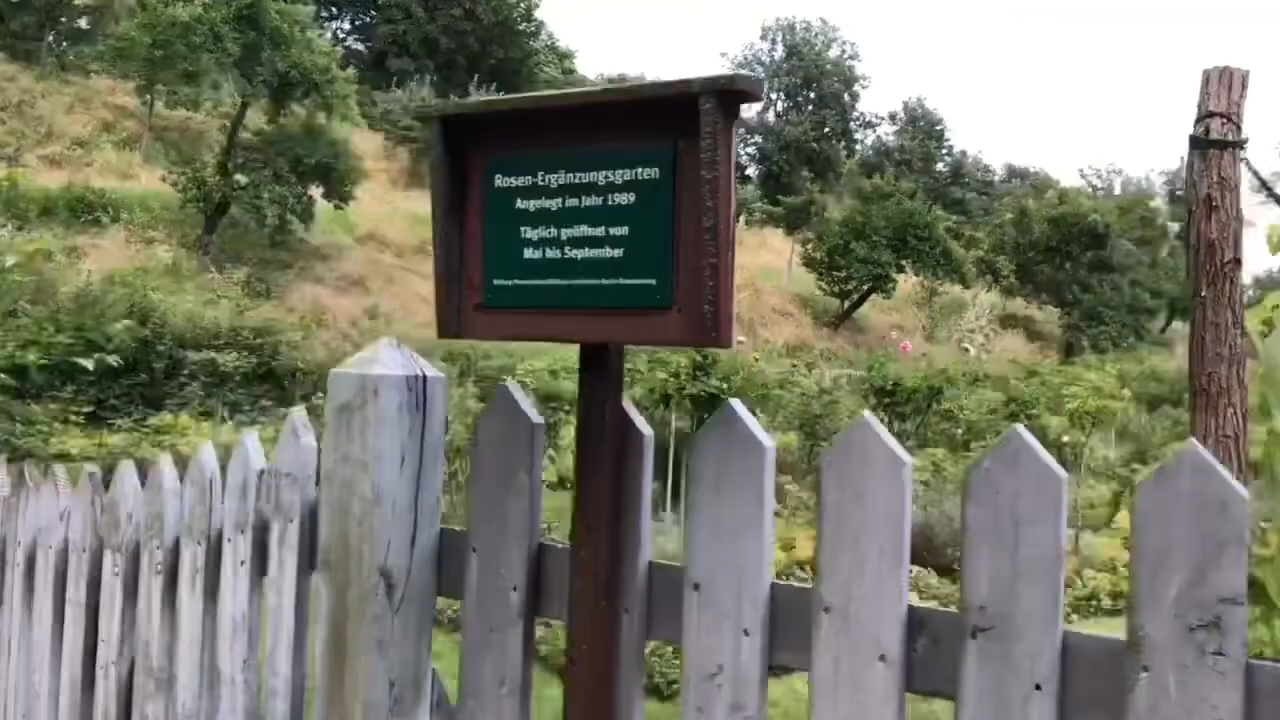 Rosen-Ergänzungsgarten
Angelegt im Jahr 1989
Täglich geöffnet von
Mai bis September